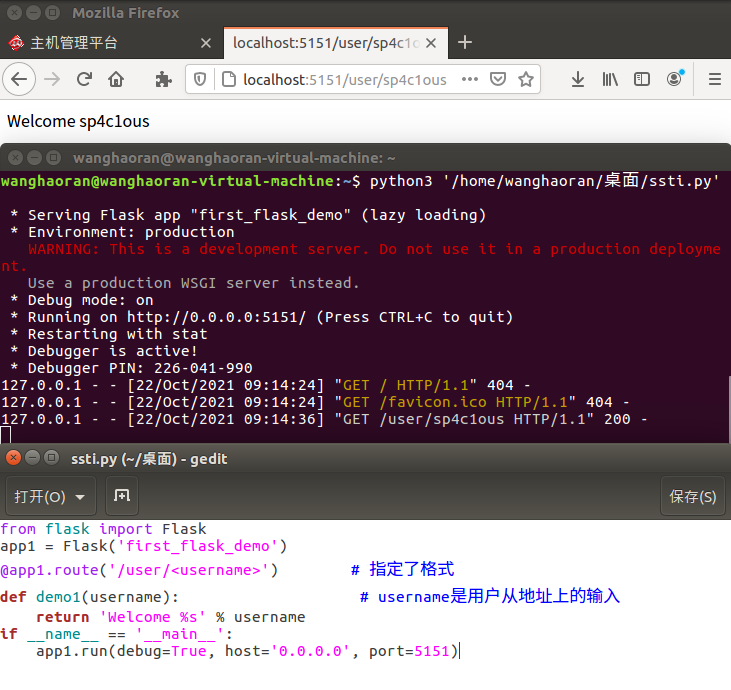 Mozilla Firefox
主机管理平台
localhost:5151/user/sp4c1o
localhost:5151/user/sp4c1ous
Welcome sp4c1ous
wanghaoran@wanghaoran-virtual-machine: ~
wanghaoran@wanghaoran-virtual-machine:~$ python3 '/home/wanghaoran/桌面/ssti.py'
* Serving Flask app "first_flask_demo" (lazy loading)
* Environment: production
WARNING: This is a development server. Do not use it in a production deployme
nt.
Use a production WSGI server instead.
* Debug mode: on
* Running on http://0.0.0.0:5151/ (Press CTRL+C to quit)
* Restarting with stat
* Debugger is active!
* Debugger PIN: 226-041-990
127.0.0.1 - - [22/Oct/2021 09:14:24] "GET / HTTP/1.1" 404 -
127.0.0.1 - - [22/Oct/2021 09:14:24] "GET /favicon.ico HTTP/1.1" 404 -
127.0.0.1 - - [22/Oct/2021 09:14:36] "GET /user/sp4c1ous HTTP/1.1" 200 -
ssti.py (~/桌面) - gedit
打开(O) 保存(S)
from flask import Flask
app1 = Flask('first_flask_demo')
@app1.route('/user/<username>') # 指定了格式
def demo1(username): # username是用户从地址上的输入
return 'Welcome %s' % username
if __name__ == '__main__':
app1.run(debug=True, host='0.0.0.0', port=5151)